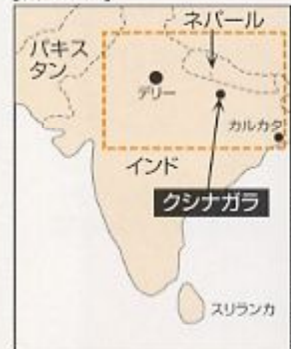 ネパール
パキス
タン
デリー
カルカタ
インド
クシナガラ
スリランカ